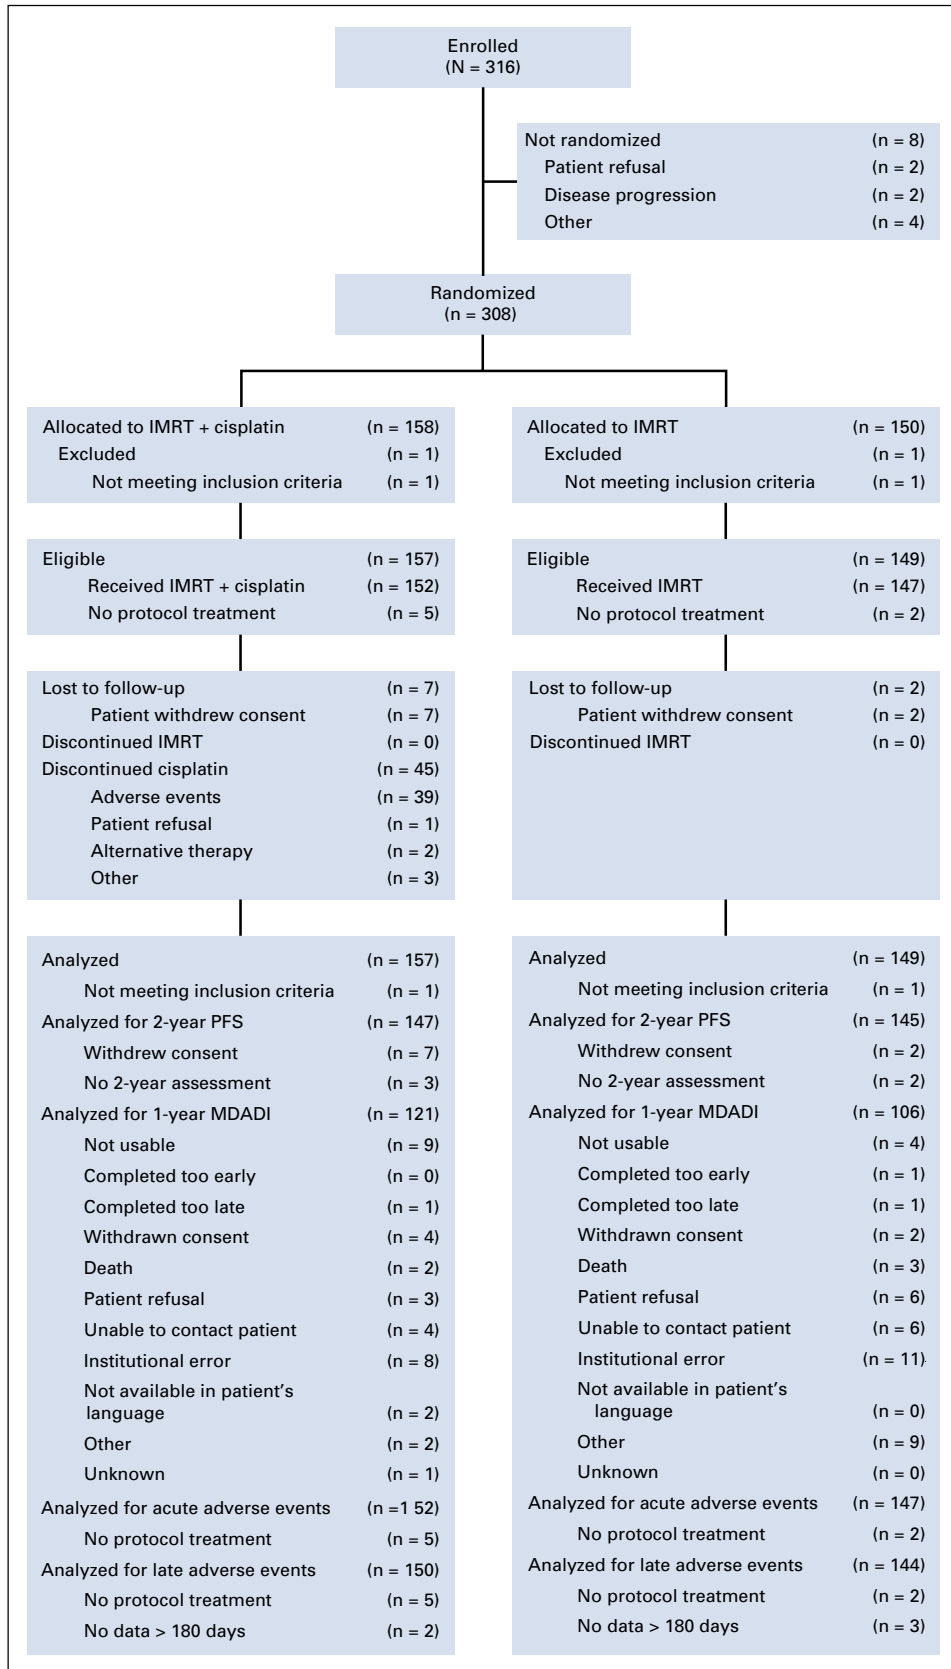 Enrolled
(N = 316)
Not randomized (n = 8)
Patient refusal (n = 2)
Disease progression (n = 2)
Other (n = 4)
Randomized
(n = 308)
Allocated to IMRT + cisplatin (n = 158)
Excluded (n = 1)
Not meeting inclusion criteria (n = 1)
Eligible (n = 157)
Received IMRT + cisplatin (n = 152)
No protocol treatment (n = 5)
Lost to follow-up (n = 7)
Patient withdrew consent (n = 7)
Discontinued IMRT (n = 0)
Discontinued cisplatin (n = 45)
Adverse events (n = 39)
Patient refusal (n = 1)
Alternative therapy (n = 2)
Other (n = 3)
Analyzed (n = 157)
Not meeting inclusion criteria (n = 1)
Analyzed for 2-year PFS (n = 147)
Withdrew consent (n = 7)
No 2-year assessment (n = 3)
Analyzed for 1-year MDADI (n = 121)
Not usable (n = 9)
Completed too early (n = 0)
Completed too late (n = 1)
Withdrawn consent (n = 4)
Death (n = 2)
Patient refusal (n = 3)
Unable to contact patient (n = 4)
Institutional error (n = 8)
Not available in patient's
language (n = 2)
Other (n = 2)
Unknown (n = 1)
Analyzed for acute adverse events (n =1 52)
No protocol treatment (n = 5)
Analyzed for late adverse events (n = 150)
No protocol treatment (n = 5)
No data > 180 days (n = 2)
Allocated to IMRT (n = 150)
Excluded (n = 1)
Not meeting inclusion criteria (n = 1)
Eligible (n = 149)
Received IMRT (n = 147)
No protocol treatment (n = 2)
Lost to follow-up (n = 2)
Patient withdrew consent (n = 2)
Discontinued IMRT (n = 0)
Analyzed (n = 149)
Not meeting inclusion criteria (n = 1)
Analyzed for 2-year PFS (n = 145)
Withdrew consent (n = 2)
No 2-year assessment (n = 2)
Analyzed for 1-year MDADI (n = 106)
Not usable (n = 4)
Completed too early (n = 1)
Completed too late (n = 1)
Withdrawn consent (n = 2)
Death (n = 3)
Patient refusal (n = 6)
Unable to contact patient (n = 6)
Institutional error (n = 11)
Not available in patient's
language (n = 0)
Other (n = 9)
Unknown (n = 0)
Analyzed for acute adverse events (n = 147)
No protocol treatment (n = 2)
Analyzed for late adverse events (n = 144)
No protocol treatment (n = 2)
No data > 180 days (n = 3)